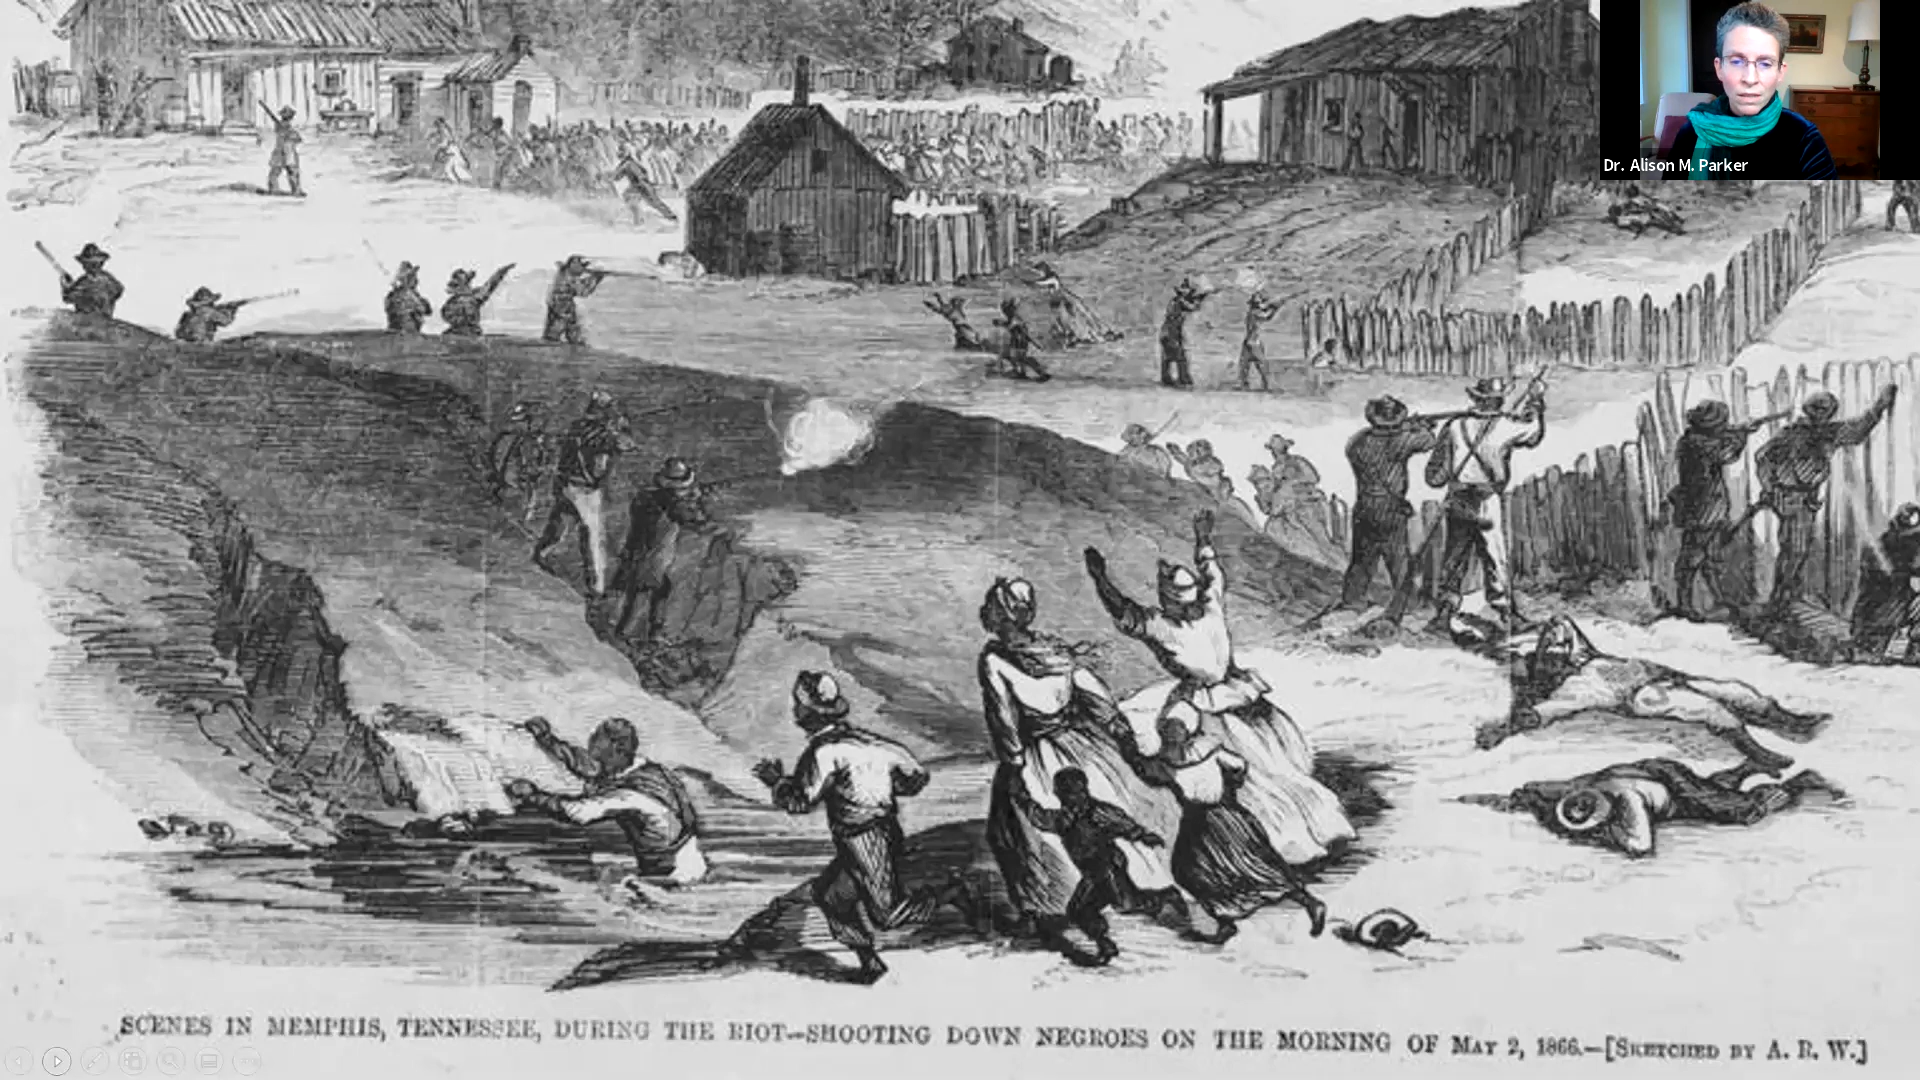 Dr. Alison M. Parker
SCENES IN MEMPHIS, TENNESSEE, DURING THE RIOT—SHOOTING DOWN NEGROES ON THE MORNING OF MAY 2, 1866.—[SKETCHED BY A. R. W.]